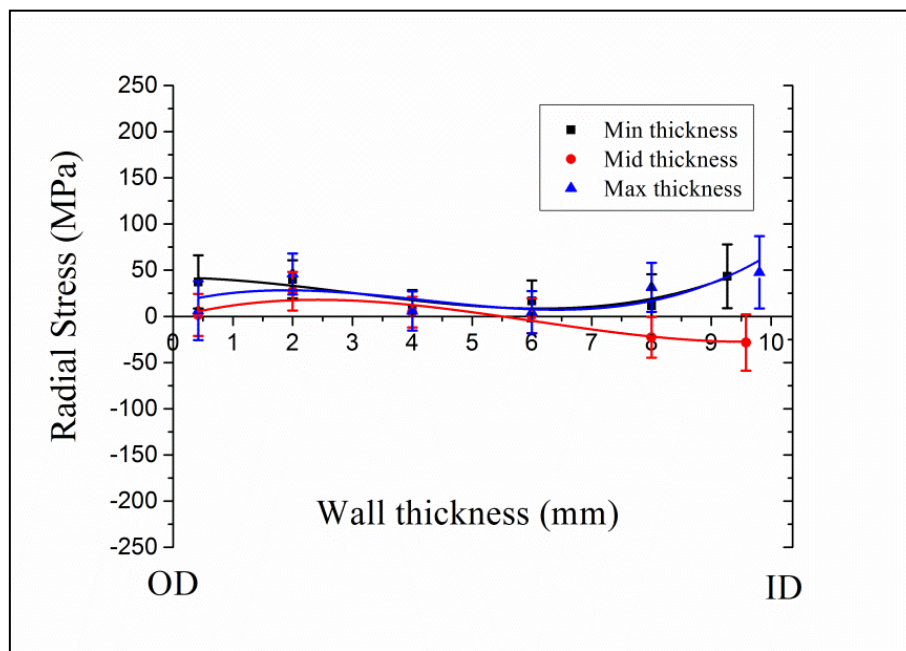 250
200
150
100
50
0
-50
-100
-150
-200
-250
Radial Stress (MPa)
Min thickness
Mid thickness
Max thickness
0 1 2 3 4 5 6 7 8 9 10
Wall thickness (mm)
OD ID